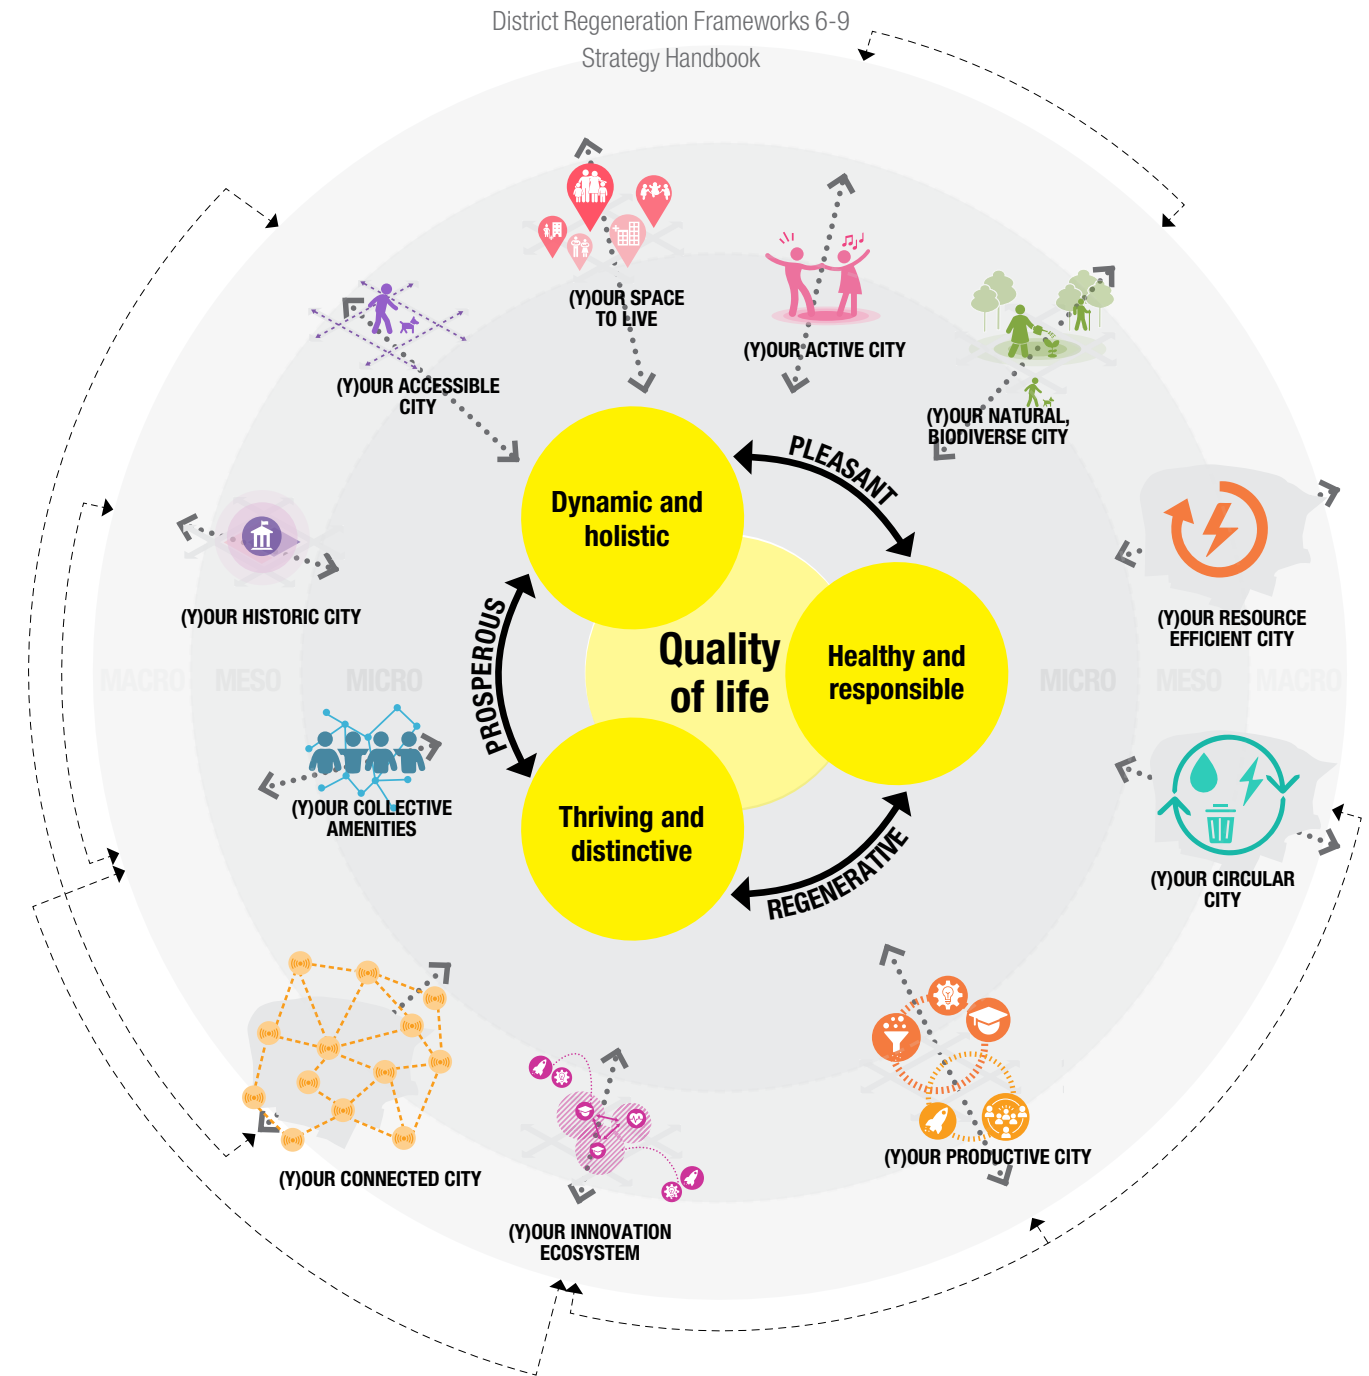 District Regeneration Frameworks 6-9
Strategy Handbook
(Y)OUR SPACE
TO LIVE
(Y)OUR ACTIVE CITY
(Y)OUR ACCESSIBLE
CITY
(Y)OUR NATURAL,
BIODIVERSE CITY
PLEASANT
Dynamic and
holistic
(Y)OUR HISTORIC CITY
(Y)OUR RESOURCE
EFFICIENT CITY
PROSPEROUS
Quality
of life
Healthy and
responsible
MACRO
MESO
MICRO
MICRO
MESO
MACRO
(Y)OUR COLLECTIVE
AMENITIES
Thriving and
distinctive
REGENERATIVE
(Y)OUR CIRCULAR
CITY
(Y)OUR CONNECTED CITY
(Y)OUR PRODUCTIVE CITY
(Y)OUR INNOVATION
ECOSYSTEM